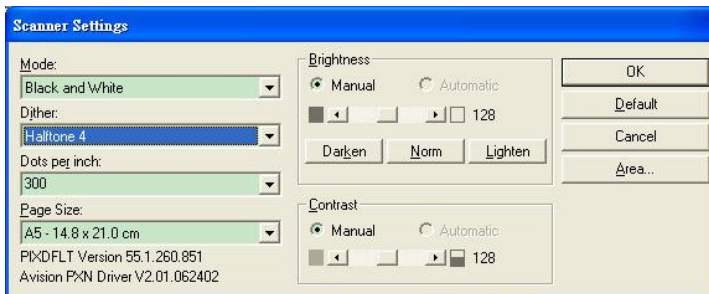 Scanner Settings
Mode:
Black and White
Dither:
Halftone 4
Dots per inch:
300
Page Size:
A5 - 14.8 x 21.0 cm
PIXDFLT Version 55.1.260.851
Avision PXN Driver V2.01.062402
Brightness
Manual Automatic
128
Darken Norm Lighten
Contrast
Manual Automatic
128
OK
Default
Cancel
Area...